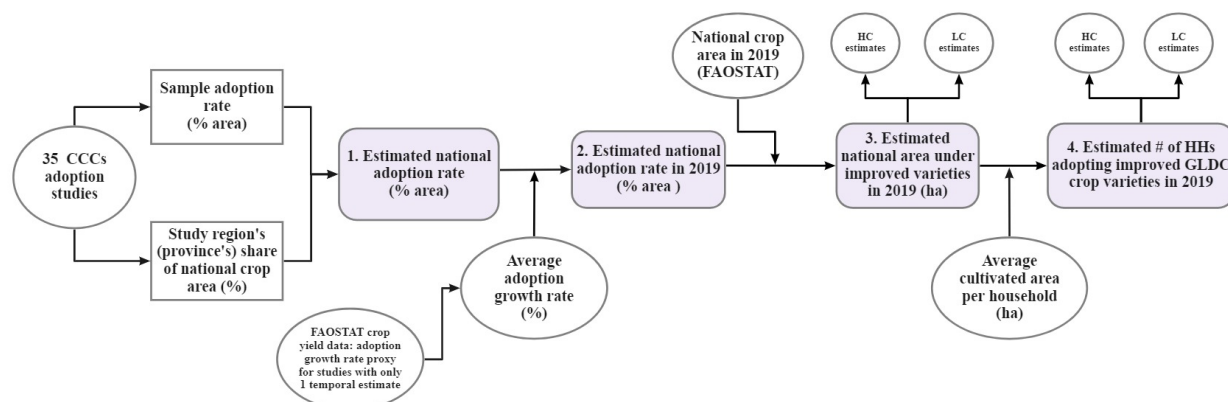 35 CCCs
adoption
studies
Sample adoption
rate
(% area)
Study region's
(province's) share
of national crop
area (%)
1. Estimated national
adoption rate
(% area)
FAOSTAT crop
yield data: adoption
growth rate proxy
for studies with only
1 temporal estimate
Average
adoption
growth rate
(%)
2. Estimated national
adoption rate in 2019
(% area )
National crop
area in 2019
(FAOSTAT)
HC
estimates
LC
estimates
3. Estimated
national area under
improved varieties
in 2019 (ha)
Average
cultivated area
per household
(ha)
HC
estimates
LC
estimates
4. Estimated # of HHs
adopting improved GLDC
crop varieties in 2019